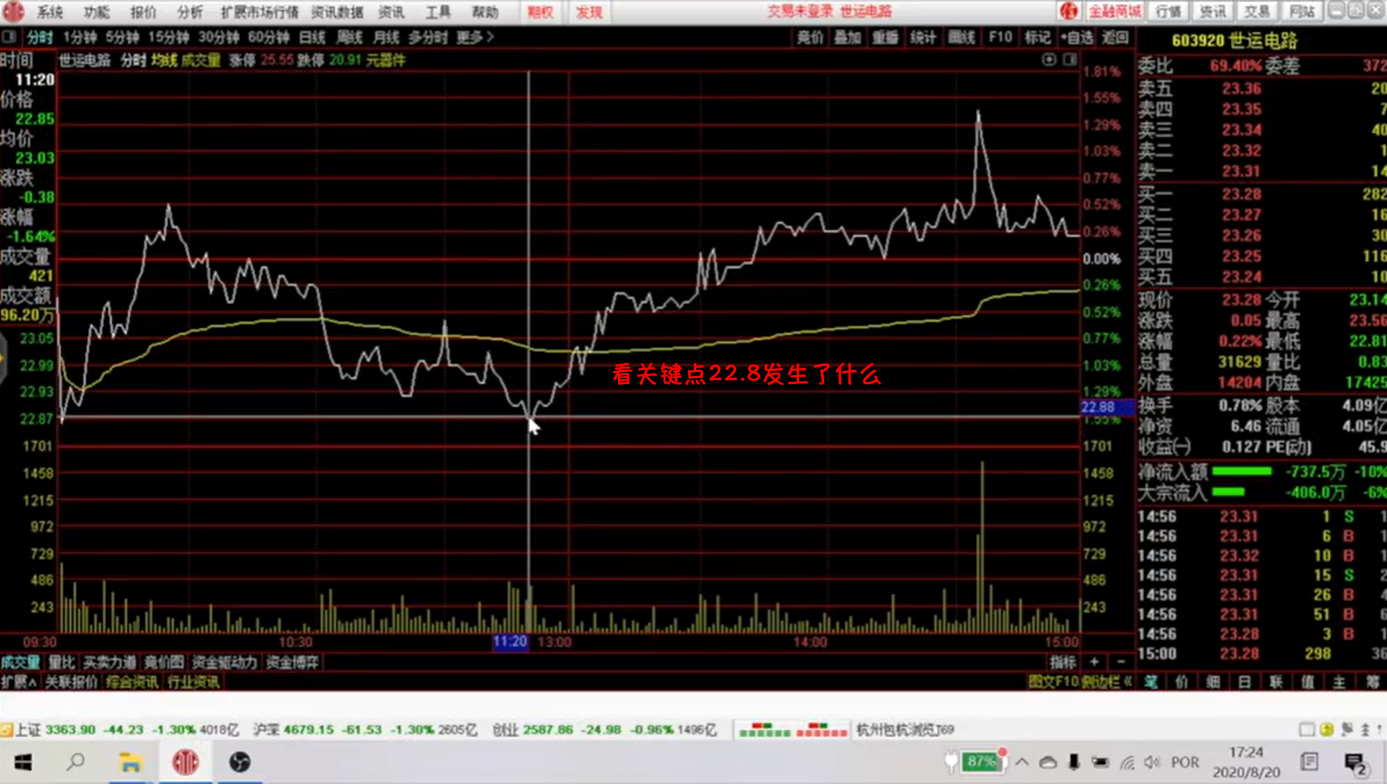 系统 功能 报价 分析 扩展市场行情 资讯数据 资讯 工具 帮助 期权 发现 交易未登录 世运电路 金融商城 行情 资讯 交易 网站
分时 1分钟 5分钟 15分钟 30分钟 60分钟 日线 周线 月线 多分时 更多> 竞价 叠加 重播 统计 画线 F10 标记 +自选 返回
603920 世运电路
世运电路 分时 均线 成交量 涨停 25.55 跌停 20.91 元器件
时间
11:20
价格
22.85
均价
23.03
涨跌
-0.38
涨幅
-1.64%
成交量
421
成交额
96.20万
23.05
22.99
22.93
22.87
1701
1458
1215
972
729
486
243
1.81%
1.55%
1.29%
1.03%
0.77%
0.52%
0.26%
0.00%
0.26%
0.52%
0.77%
1.03%
1.29%
22.88
1.55%
1701
1458
1215
972
729
486
243
看关键点22.8发生了什么
09:30 10:30 11:20 13:00 14:00 15:00
委比 69.40% 委差 372
卖五 23.36 20
卖四 23.35 7
卖三 23.34 40
卖二 23.32 1
卖一 23.31 14
买一 23.28 282
买二 23.27 16
买三 23.26 30
买四 23.25 116
买五 23.24 10
现价 23.28 今开 23.14
涨跌 0.05 最高 23.56
涨幅 0.22% 最低 22.81
总量 31629 量比 0.83
外盘 14204 内盘 17425
换手 0.78% 股本 4.09亿
净资 6.46 流通 4.05亿
收益(一) 0.127 PE(动) 45.9
净流入额 -737.5万 -10%
大宗流入 -406.0万 -6%
14:56 23.31 1 S
14:56 23.31 6 B
14:56 23.32 10 B
14:56 23.31 15 S
14:56 23.31 26 B
14:56 23.31 51 B
14:56 23.28 3 B
15:00 23.28 298
成交量 量比 买卖力道 竞价图 资金驱动力 资金博弈 指标 + -
扩展∧ 关联报价 综合资讯 行业资讯 图文F10 侧边栏《 笔 价 细 日 联 值 主 筹
上证 3363.90 -44.23 -1.30% 4018亿 沪深 4679.15 -61.53 -1.30% 2605亿 创业 2587.86 -24.98 -0.96% 1496亿
87% POR 17:24
2020/8/20 2